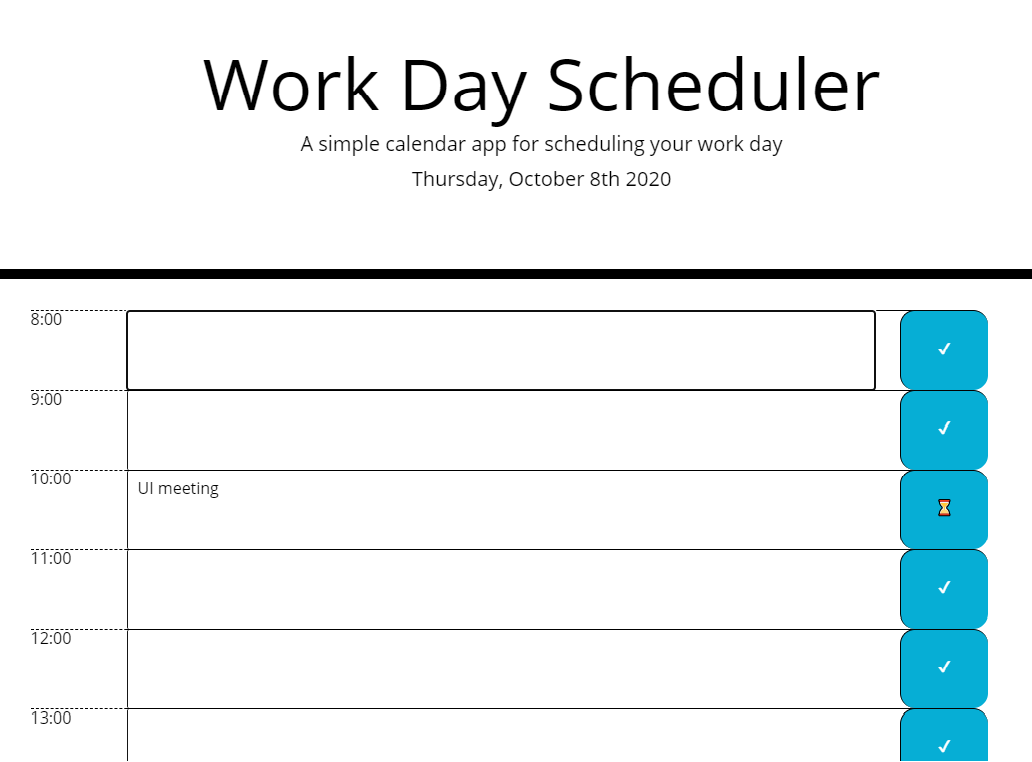 Work Day Scheduler
A simple calendar app for scheduling your work day
Thursday, October 8th 2020
8:00
✓
9:00
✓
10:00 UI meeting
⌛
11:00
✓
12:00
✓
13:00
✓